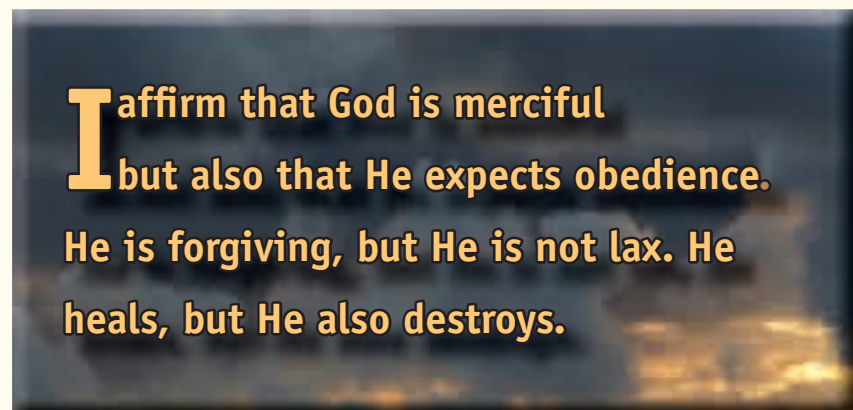 I affirm that God is merciful
but also that He expects obedience.
He is forgiving, but He is not lax. He
heals, but He also destroys.